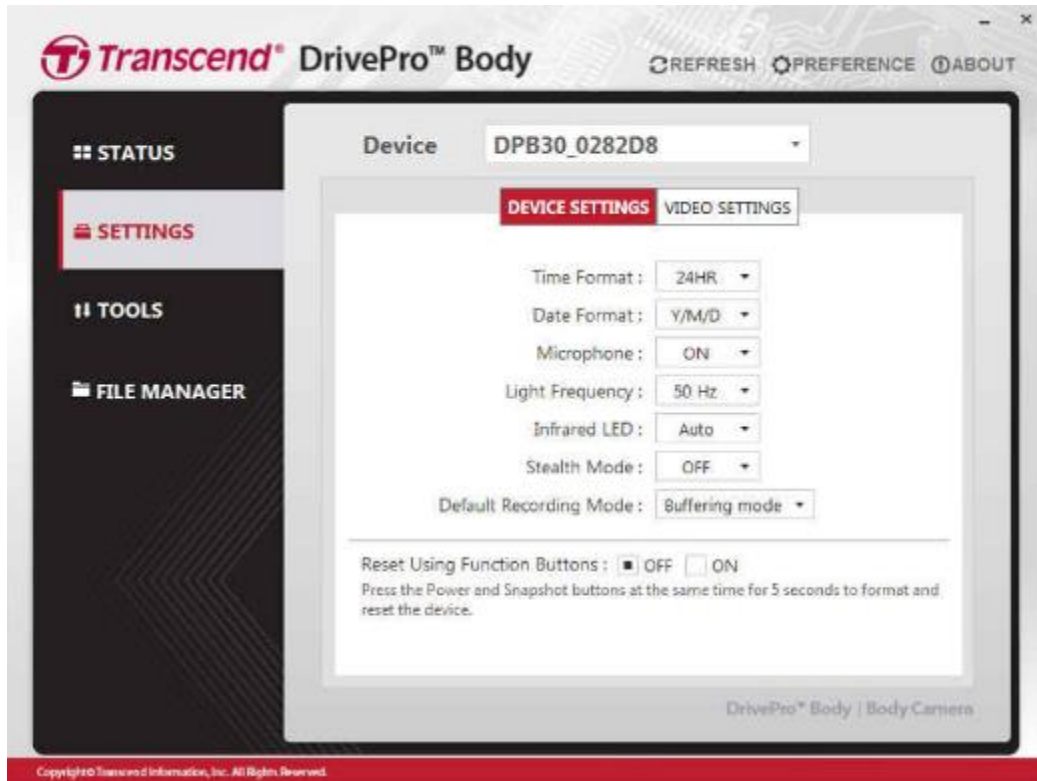 Transcend® DrivePro™ Body
REFRESH PREFERENCE ABOUT
STATUS
SETTINGS
TOOLS
FILE MANAGER
Device DPB30_0282D8
DEVICE SETTINGS VIDEO SETTINGS
Time Format : 24HR
Date Format : Y/M/D
Microphone : ON
Light Frequency : 50 Hz
Infrared LED : Auto
Stealth Mode : OFF
Default Recording Mode : Buffering mode
Reset Using Function Buttons : OFF ON
Press the Power and Snapshot buttons at the same time for 5 seconds to format and
reset the device.
DrivePro™ Body | Body Camera
Copyright© Transcend Information, Inc. All Rights Reserved.